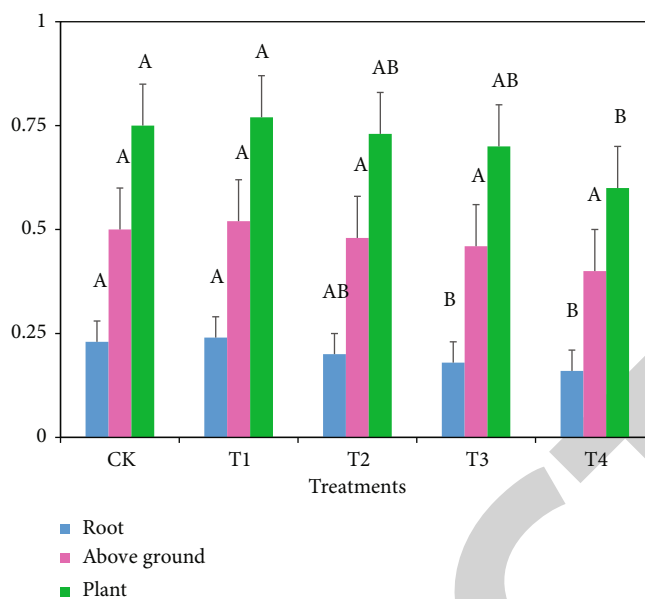 1
0.75
0.5
0.25
0
A A A
A A A
AB A AB
B A AB
B A B
CK T1 T2 T3 T4
Treatments
Root
Above ground
Plant